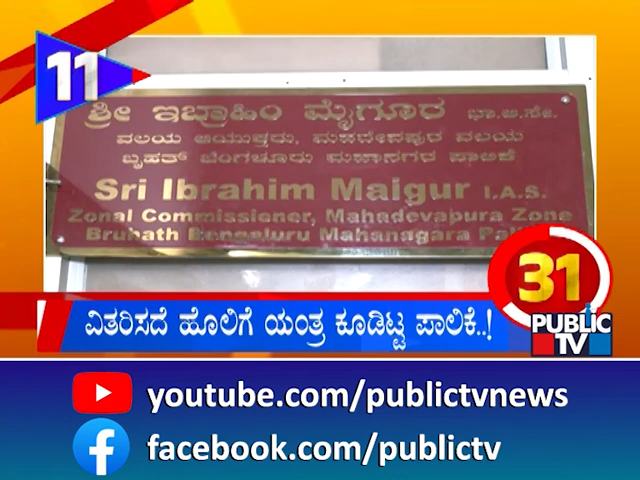 11
ಶ್ರೀ ಇಬ್ರಾಹಿಂ ಮೈಗೂರ ಭಾ.ಆ.ಸೇ.
ವಲಯ ಆಯುಕ್ತರು, ಮಹದೇವಪುರ ವಲಯ
ಬೃಹತ್ ಬೆಂಗಳೂರು ಮಹಾನಗರ ಪಾಲಿಕೆ
Sri Ibrahim Maigur I.A.S.
Zonal Commissioner, Mahadevapura Zone
Bruhath Bengaluru Mahanagara
31
ವಿತರಿಸದೆ ಹೊಲಿಗೆ ಯಂತ್ರ ಕೂಡಿಟ್ಟ ಪಾಲಿಕೆ..!
PUBLIC
TV
youtube.com/publictvnews
facebook.com/publictv